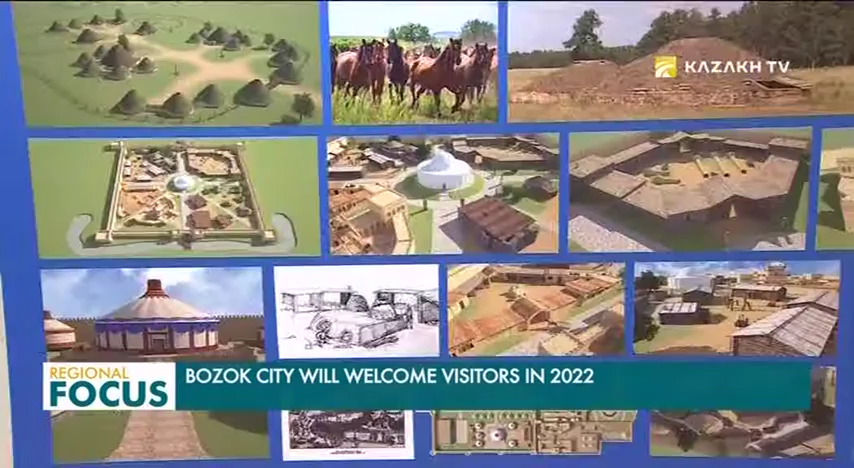 KAZAKH TV
REGIONAL
FOCUS
BOZOK CITY WILL WELCOME VISITORS IN 2022